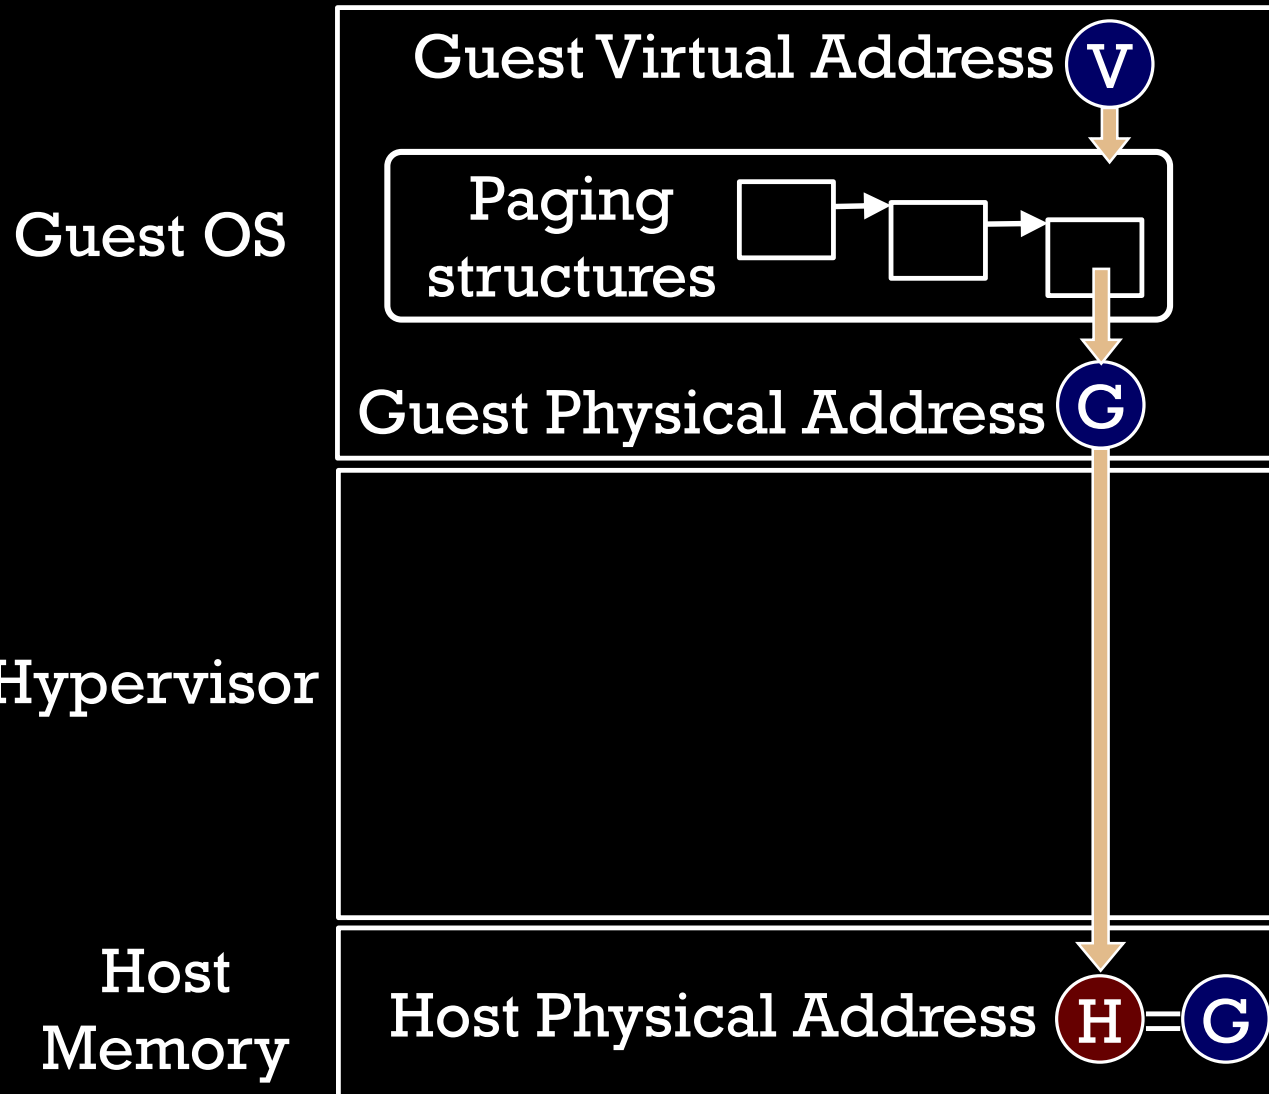 Guest Virtual Address V
Guest OS
Paging
structures
Guest Physical Address G
Hypervisor
Host
Memory
Host Physical Address H = G